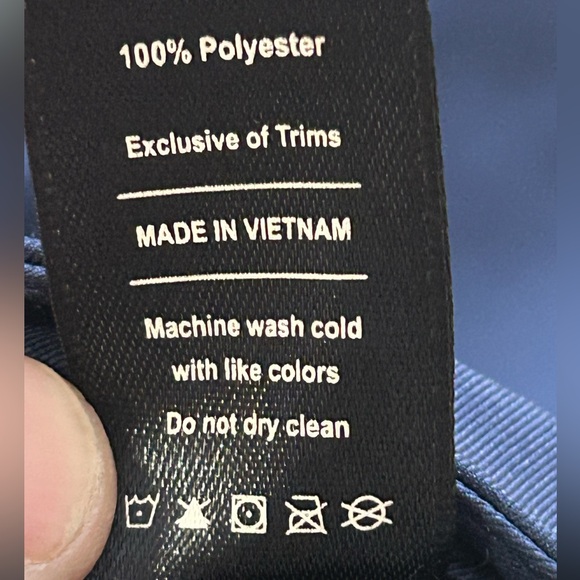 100% Polyester
Exclusive of Trims
MADE IN VIETNAM
Machine wash cold
with like colors
Do not dry clean